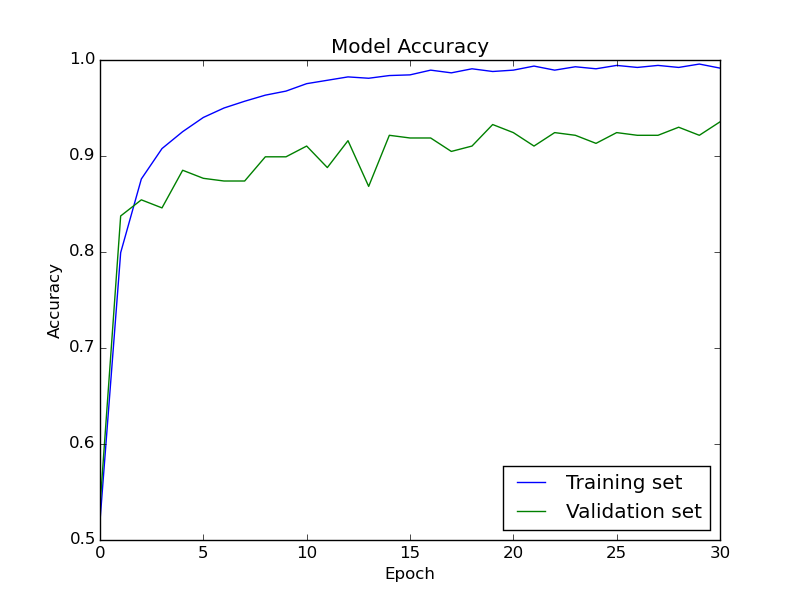 Model Accuracy
1.0
0.9
0.8
0.7
0.6
0.5
Accuracy
0 5 10 15 20 25 30
Epoch
Training set
Validation set